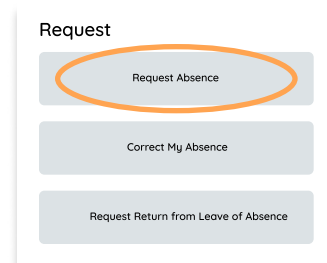 Request
Request Absence
Correct My Absence
Request Return from Leave of Absence